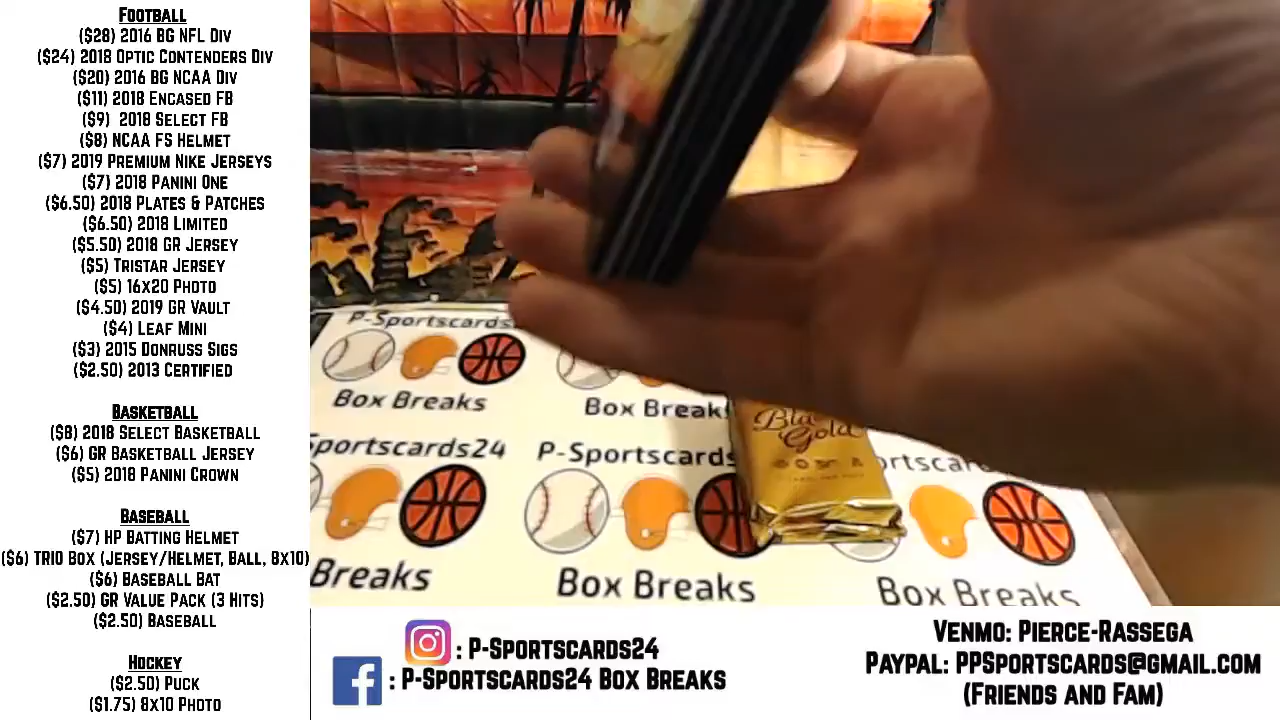 Football
($28) 2016 BG NFL Div
($24) 2018 Optic Contenders Div
($20) 2016 BG NCAA Div
($11) 2018 Encased FB
($9) 2018 Select FB
($8) NCAA FS Helmet
($7) 2019 Premium Nike Jerseys
($7) 2018 Panini One
($6.50) 2018 Plates & Patches
($6.50) 2018 Limited
($5.50) 2018 GR Jersey
($5) Tristar Jersey
($5) 16x20 Photo
($4.50) 2019 GR Vault
($4) Leaf Mini
($3) 2015 Donruss Sigs
($2.50) 2013 Certified
Basketball
($8) 2018 Select Basketball
($6) GR Basketball Jersey
($5) 2018 Panini Crown
Baseball
($7) HP Batting Helmet
($6) TRIO Box (Jersey/Helmet, Ball, 8x10)
($6) Baseball Bat
($2.50) GR Value Pack (3 Hits)
($2.50) Baseball
Hockey
($2.50) Puck
($1.75) 8x10 Photo
P-Sportscards
Box Breaks
Box Breaks
Gold
portscards24
P-Sportscards
ortscar
Breaks
Box Breaks
Box Breaks
: P-Sportscards24
: P-Sportscards24 Box Breaks
Venmo: Pierce-Rassega
Paypal: PPSportscards@gmail.com
(Friends and Fam)